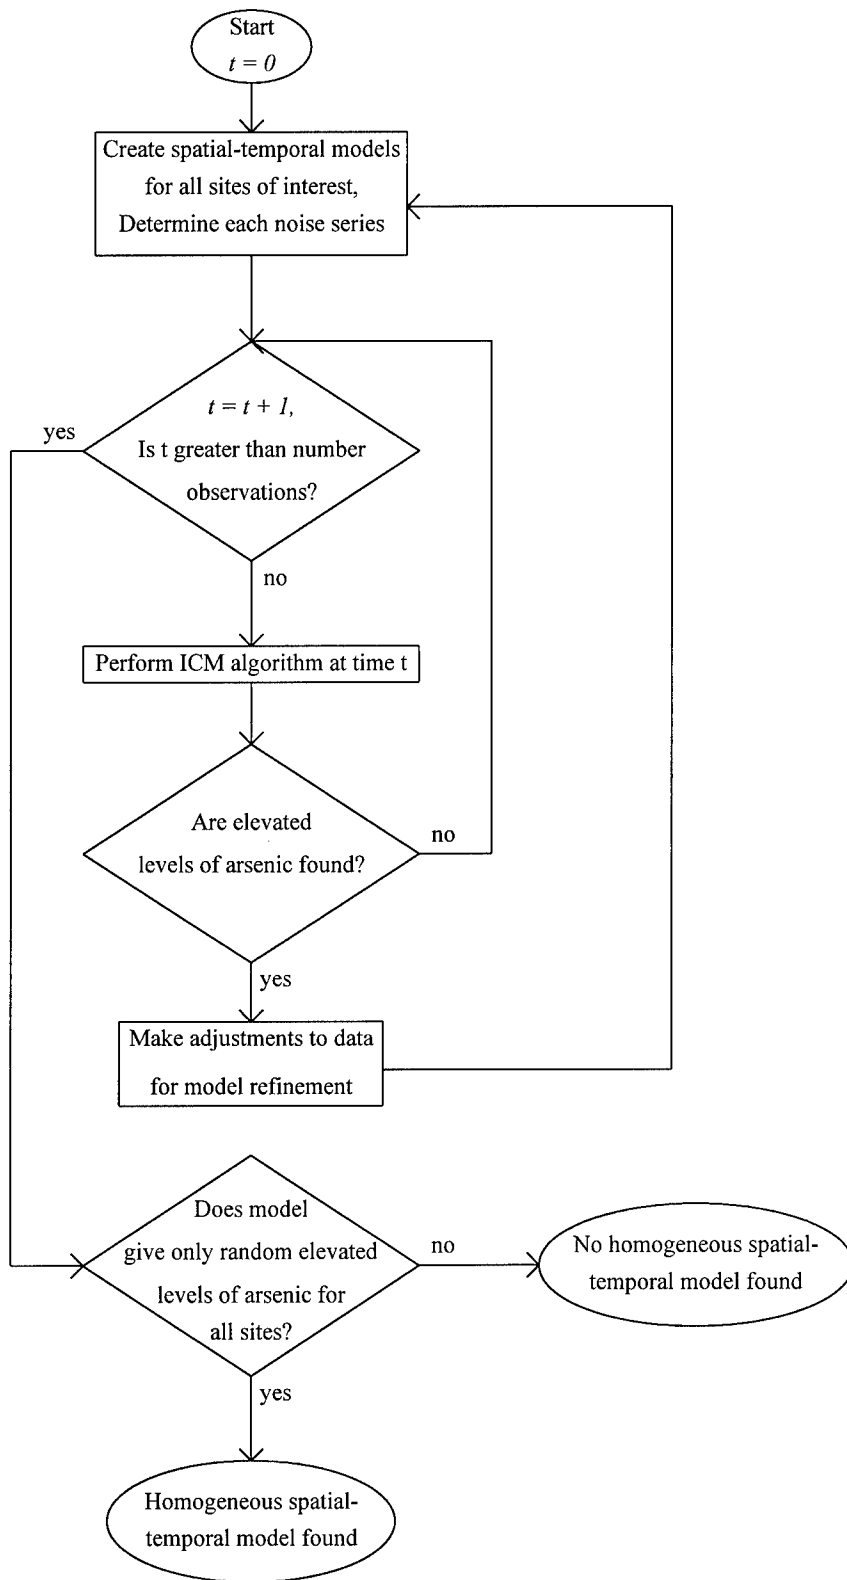 Start
t = 0
Create spatial-temporal models
for all sites of interest,
Determine each noise series
t = t + 1,
Is t greater than number
observations?
yes
no
Perform ICM algorithm at time t
Are elevated
levels of arsenic found?
no
yes
Make adjustments to data
for model refinement
Does model
give only random elevated
levels of arsenic for
all sites?
no
No homogeneous spatial-
temporal model found
yes
Homogeneous spatial-
temporal model found